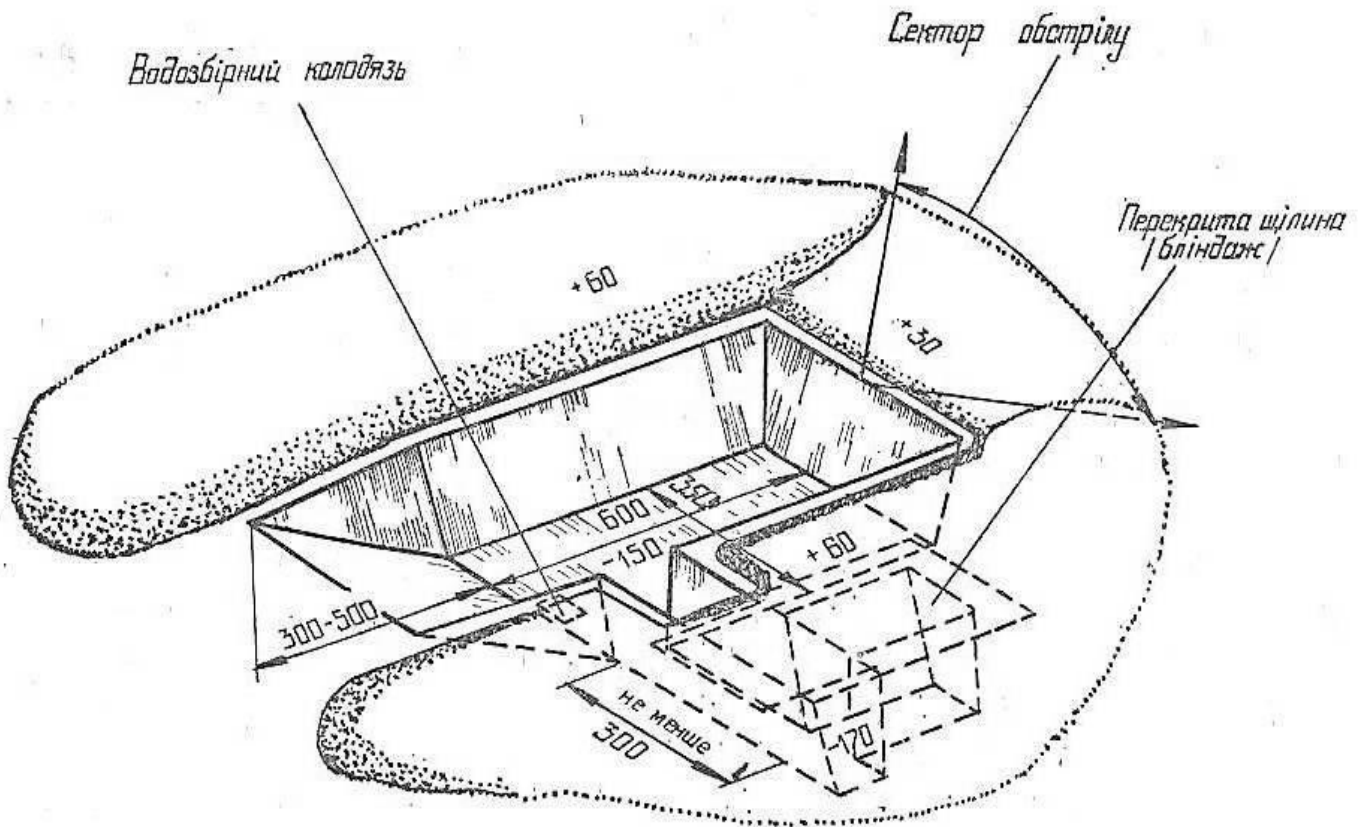 Сектор обстрілу
Водозбірний колодязь
Перекрита щілина
/бліндаж/
+60
+30
350
600
-150
+60
300-500
не менше
300
-170